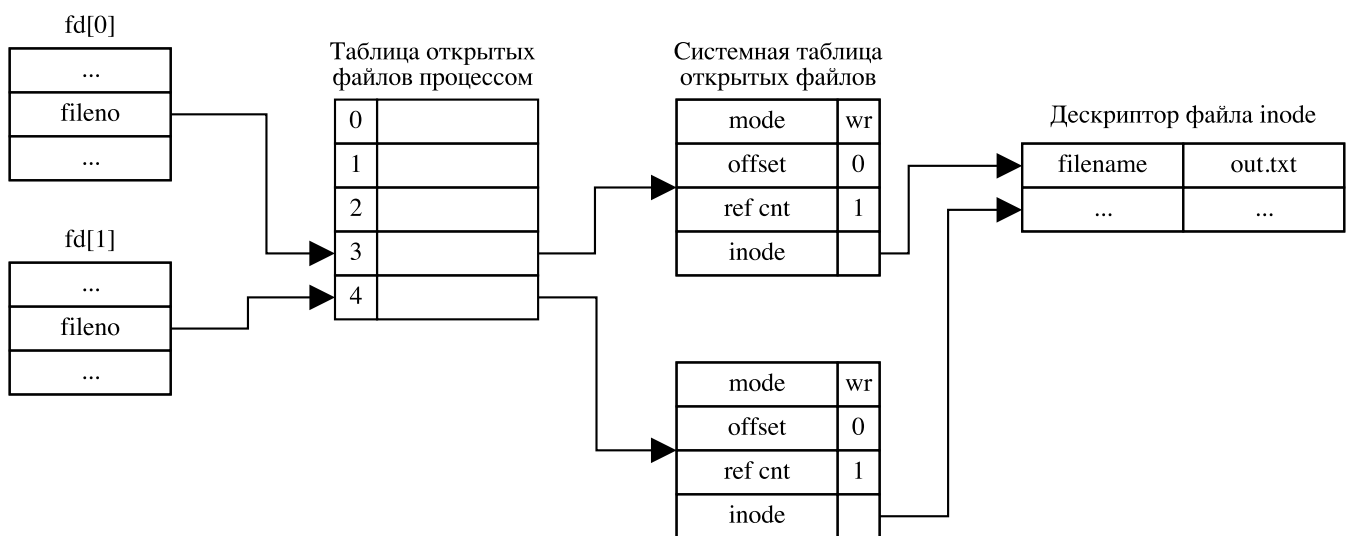 fd[0]
...
fileno
...
fd[1]
...
fileno
...
Таблица открытых
файлов процессом
0
1
2
3
4
Системная таблица
открытых файлов
mode wr
offset 0
ref cnt 1
inode
mode wr
offset 0
ref cnt 1
inode
Дескриптор файла inode
filename out.txt
... ...